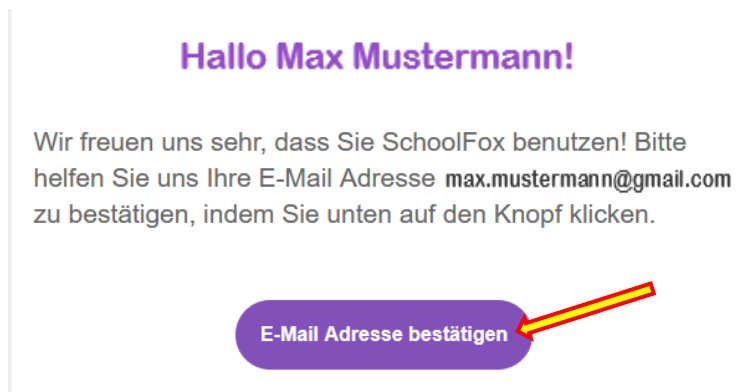 Hallo Max Mustermann!
Wir freuen uns sehr, dass Sie SchoolFox benutzen! Bitte
helfen Sie uns Ihre E-Mail Adresse max.mustermann@gmail.com
zu bestätigen, indem Sie unten auf den Knopf klicken.
E-Mail Adresse bestätigen